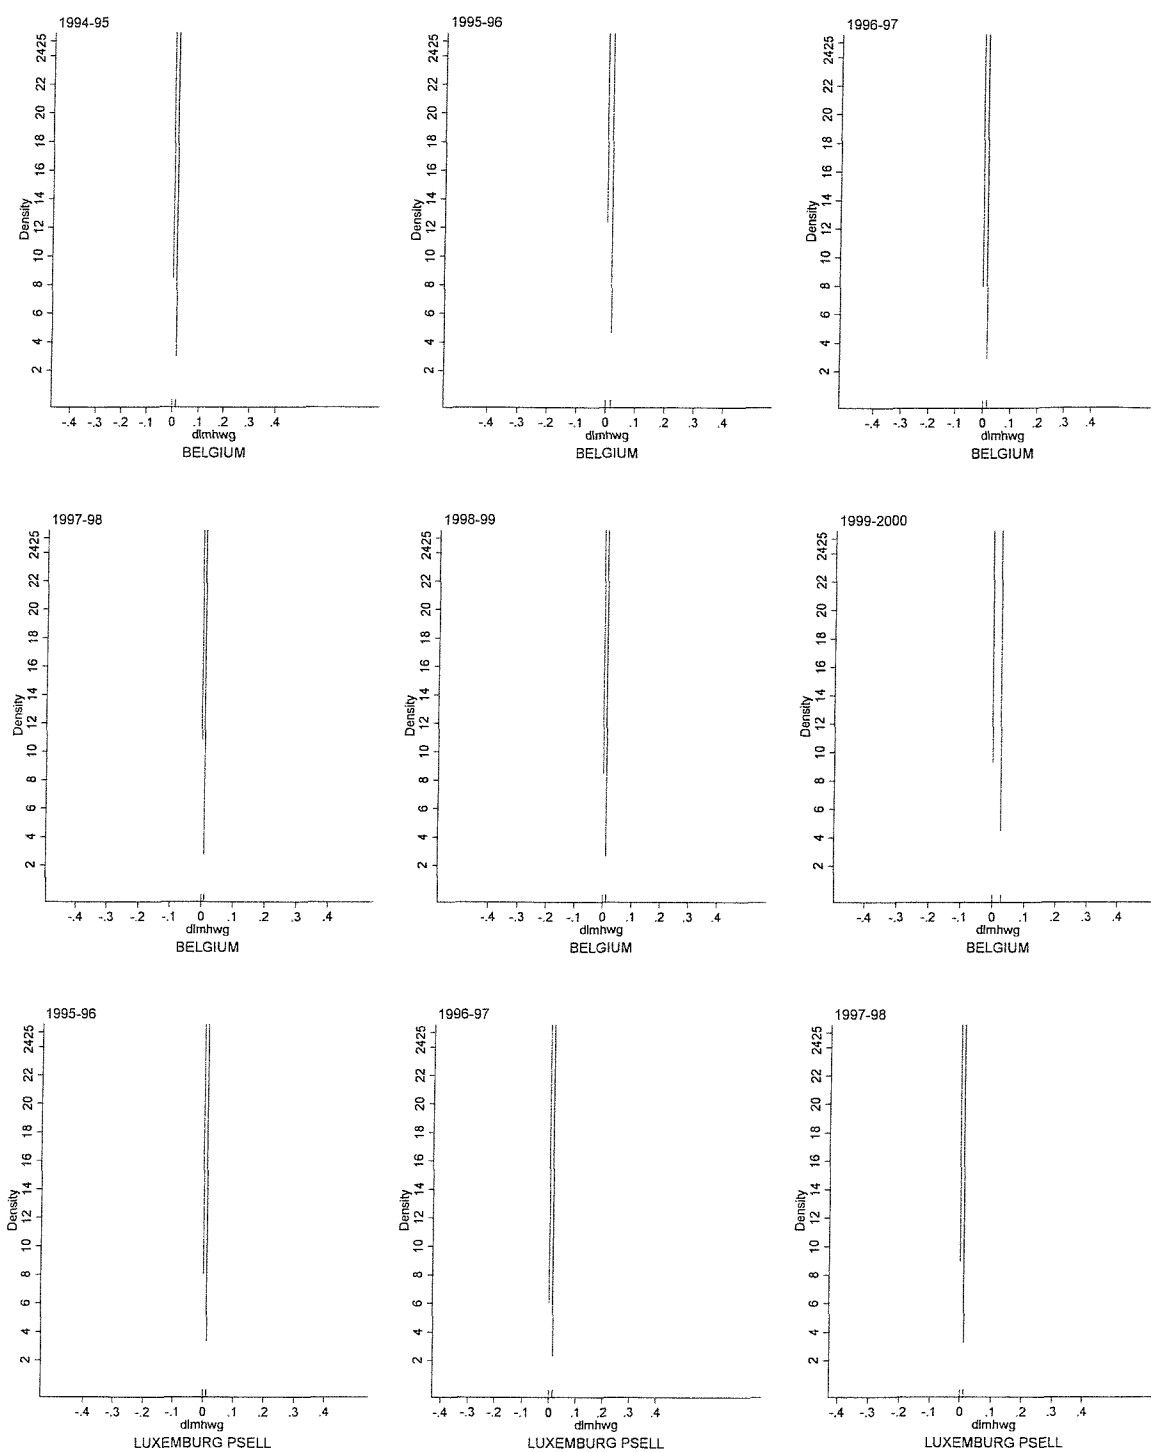 1994-95
Density
2 4 6 8 10 12 14 16 18 20 22 2425
-.4 -.3 -.2 -.1 0 .1 .2 .3 .4
dlmhwg
BELGIUM
1995-96
Density
2 4 6 8 10 12 14 16 18 20 22 2425
-.4 -.3 -.2 -.1 0 .1 .2 .3 .4
dlmhwg
BELGIUM
1996-97
Density
2 4 6 8 10 12 14 16 18 20 22 2425
-.4 -.3 -.2 -.1 0 .1 .2 .3 .4
dlmhwg
BELGIUM
1997-98
Density
2 4 6 8 10 12 14 16 18 20 22 2425
-.4 -.3 -.2 -.1 0 .1 .2 .3 .4
dlmhwg
BELGIUM
1998-99
Density
2 4 6 8 10 12 14 16 18 20 22 2425
-.4 -.3 -.2 -.1 0 .1 .2 .3 .4
dlmhwg
BELGIUM
1999-2000
Density
2 4 6 8 10 12 14 16 18 20 22 2425
-.4 -.3 -.2 -.1 0 .1 .2 .3 .4
dlmhwg
BELGIUM
1995-96
Density
2 4 6 8 10 12 14 16 18 20 22 2425
-.4 -.3 -.2 -.1 0 .1 .2 .3 .4
dlmhwg
LUXEMBURG PSELL
1996-97
Density
2 4 6 8 10 12 14 16 18 20 22 2425
-.4 -.3 -.2 -.1 0 .1 .2 .3 .4
dlmhwg
LUXEMBURG PSELL
1997-98
Density
2 4 6 8 10 12 14 16 18 20 22 2425
-.4 -.3 -.2 -.1 0 .1 .2 .3 .4
dlmhwg
LUXEMBURG PSELL